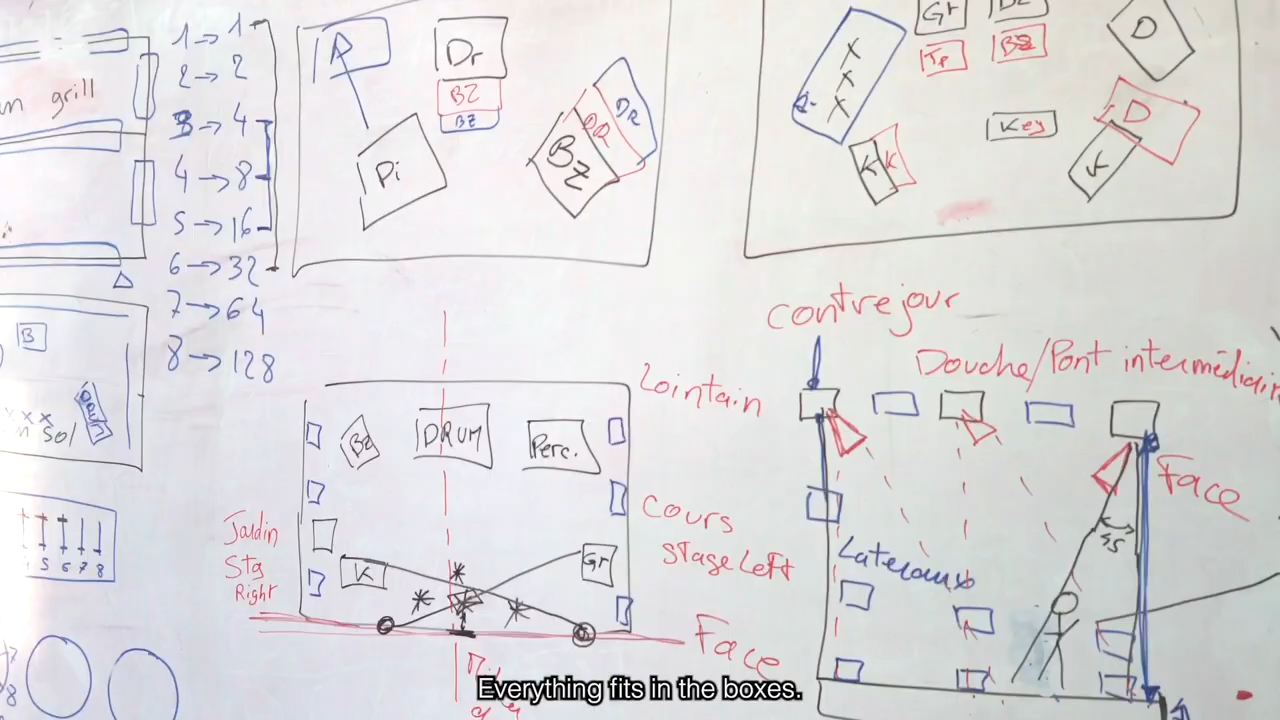 grill
1→1
2→2
3→4
4→8
5→16
6→32
7→64
8→128
B
sol
5 6 7 8
Dr
BZ
BZ
Pi
BZ
DR
DR
Gr
Tp
BZ
x
x
x
K
K
Key
D
D
K
Lointain
Bz
DRUM
Perc.
Jardin
Stg
Right
Cours
Stage Left
K
Gr
Face
contrejour
Douche/Pont intermédiair
Face
45
Lateraux
Everything fits in the boxes.